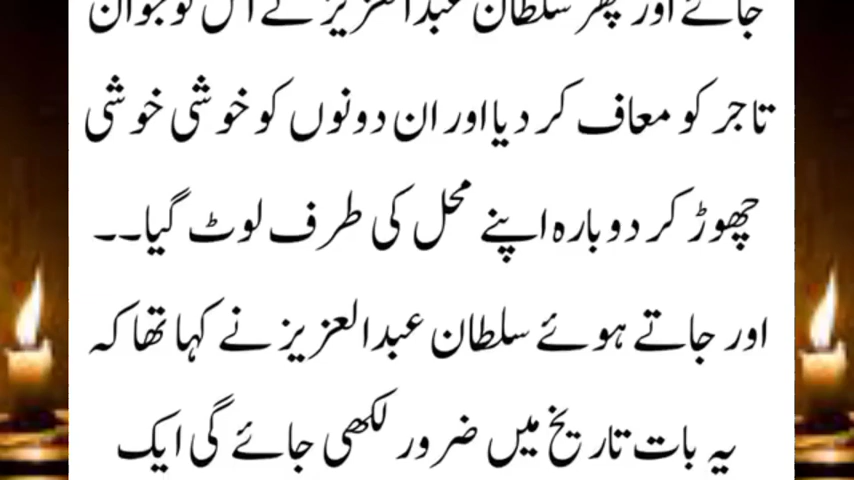 جائے اور پھر سلطان عبدالعزیز نے اس نوجوان
تاجر کو معاف کر دیا اور ان دونوں کو خوشی خوشی
چھوڑ کر دوبارہ اپنے محل کی طرف لوٹ گیا۔۔
اور جاتے ہوئے سلطان عبدالعزیز نے کہا تھا کہ
یہ بات تاریخ میں ضرور لکھی جائے گی ایک